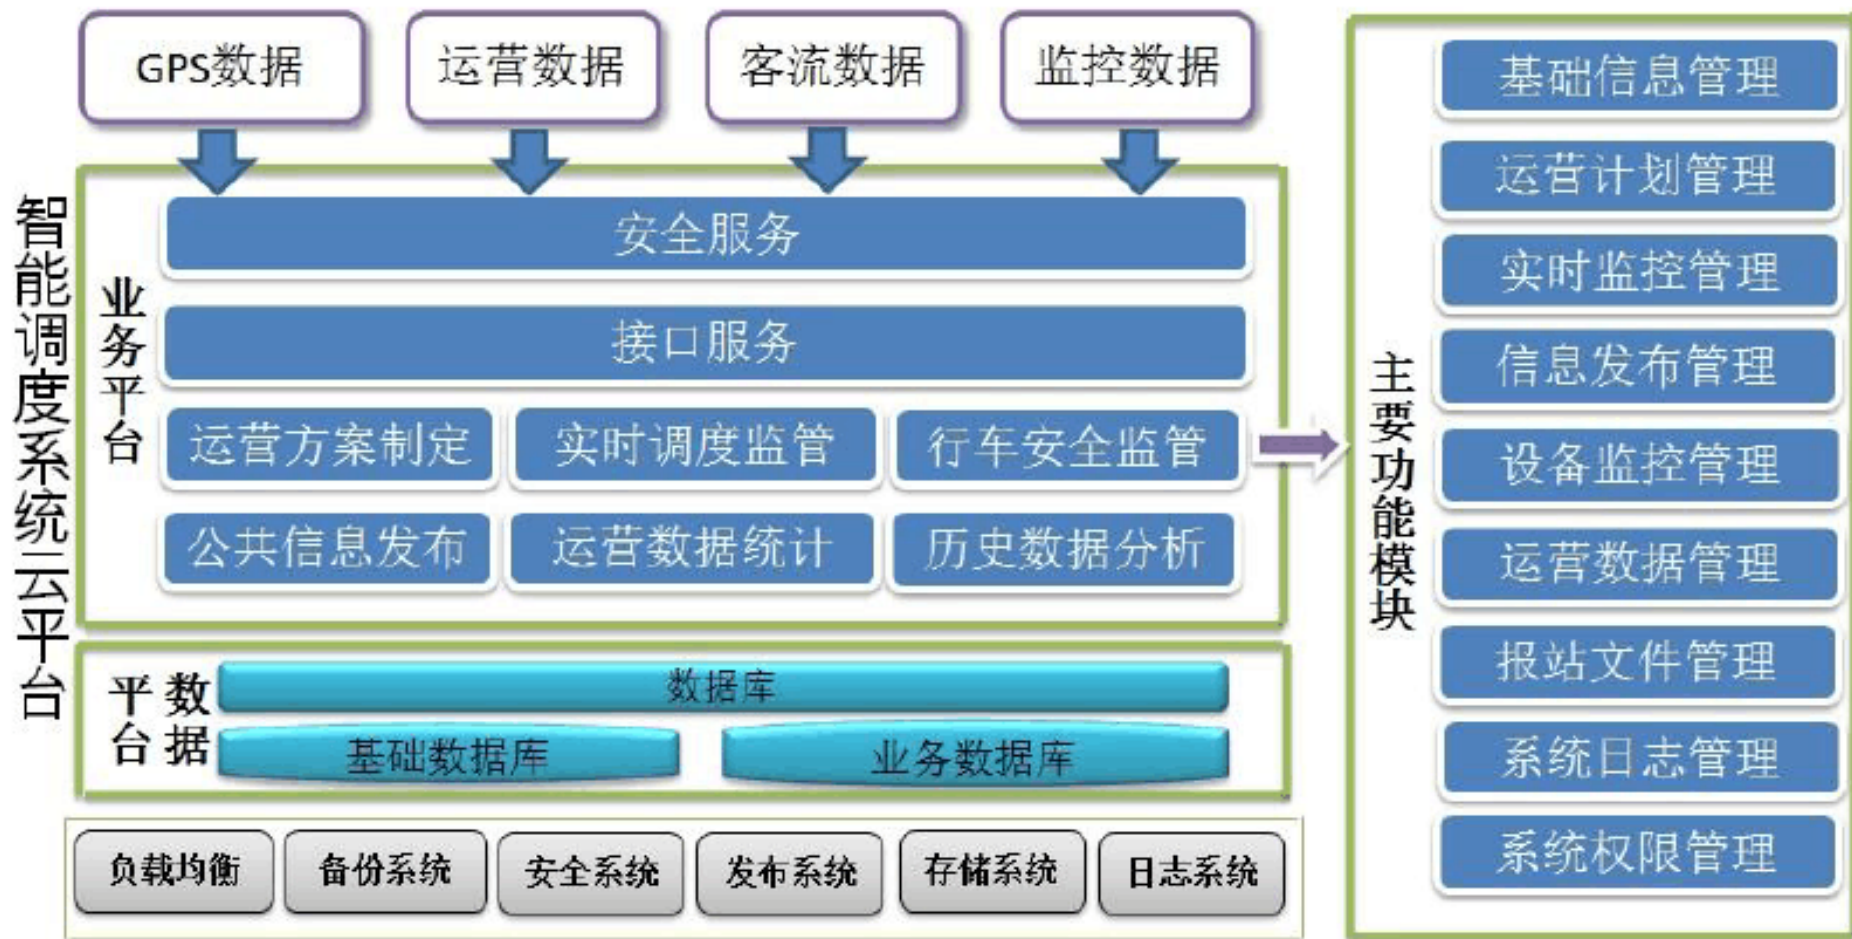 GPS数据
运营数据
客流数据
监控数据
智能调度系统云平台
业务平台
安全服务
接口服务
运营方案制定
实时调度监管
行车安全监管
公共信息发布
运营数据统计
历史数据分析
数据平台
数据库
基础数据库
业务数据库
负载均衡
备份系统
安全系统
发布系统
存储系统
日志系统
主要功能模块
基础信息管理
运营计划管理
实时监控管理
信息发布管理
设备监控管理
运营数据管理
报站文件管理
系统日志管理
系统权限管理